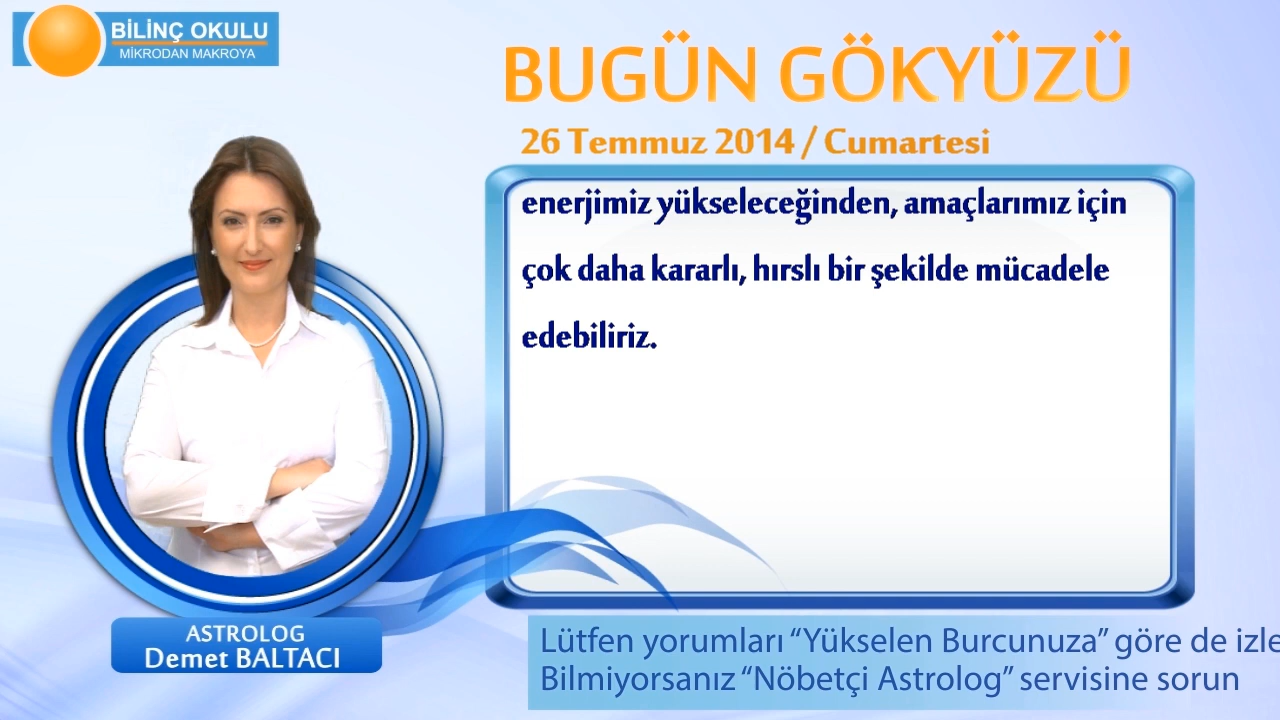 BİLİNÇ OKULU
MİKRODAN MAKROYA
BUGÜN GÖKYÜZÜ
26 Temmuz 2014 / Cumartesi
enerjimiz yükseleceğinden, amaçlarımız için
çok daha kararlı, hırslı bir şekilde mücadele
edebiliriz.
ASTROLOG
Demet BALTACI
Lütfen yorumları “Yükselen Burcunuza” göre de izle
Bilmiyorsanız “Nöbetçi Astrolog” servisine sorun